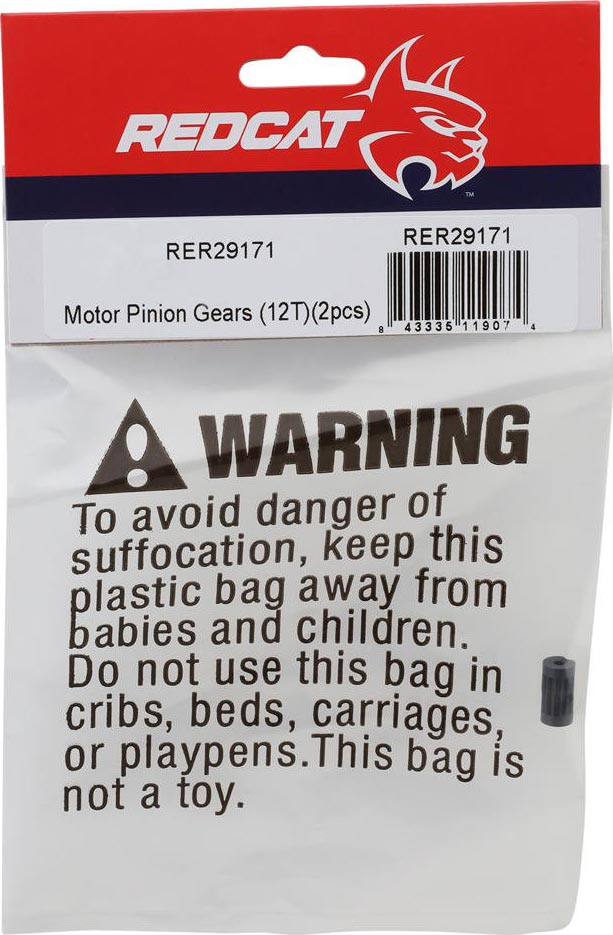 REDCAT
TM
RER29171
RER29171
Motor Pinion Gears (12T)(2pcs)
8 43335 11907 4
WARNING
To avoid danger of
suffocation, keep this
plastic bag away from
babies and children.
Do not use this bag in
cribs, beds, carriages,
or playpens.This bag is
not a toy.